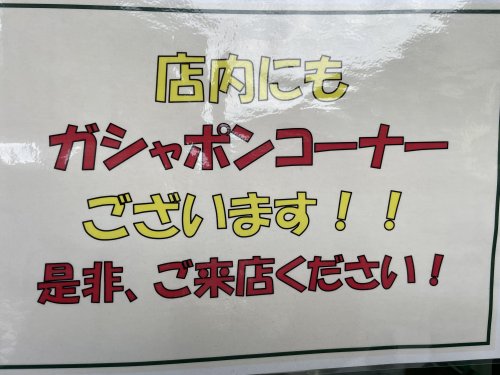 店内にも
ガシャポンコーナー
ございます！！
是非、ご来店ください！